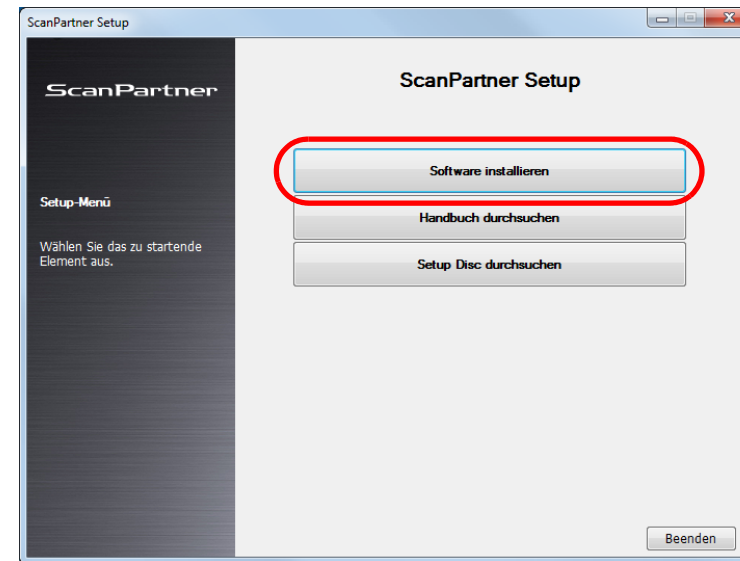 ScanPartner Setup
ScanPartner
ScanPartner Setup
Software installieren
Setup-Menü
Handbuch durchsuchen
Wählen Sie das zu startende
Element aus.
Setup Disc durchsuchen
Beenden